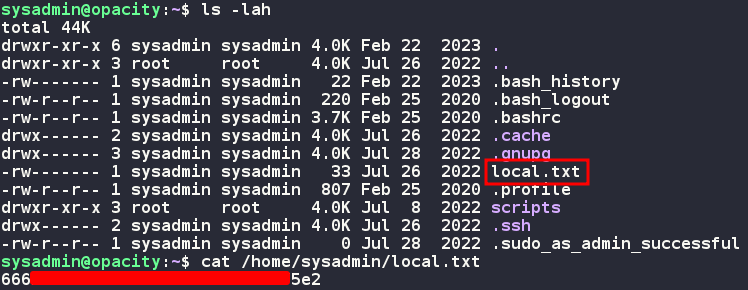 sysadmin@opacity:~$ ls -lah
total 44K
drwxr-xr-x 6 sysadmin sysadmin 4.0K Feb 22  2023 .
drwxr-xr-x 3 root     root     4.0K Jul 26  2022 ..
-rw------- 1 sysadmin sysadmin   22 Feb 22  2023 .bash_history
-rw-r--r-- 1 sysadmin sysadmin  220 Feb 25  2020 .bash_logout
-rw-r--r-- 1 sysadmin sysadmin 3.7K Feb 25  2020 .bashrc
drwx------ 2 sysadmin sysadmin 4.0K Jul 26  2022 .cache
drwx------ 3 sysadmin sysadmin 4.0K Jul 28  2022 .gnupg
-rw------- 1 sysadmin sysadmin   33 Jul 26  2022 local.txt
-rw-r--r-- 1 sysadmin sysadmin  807 Feb 25  2020 .profile
drwxr-xr-x 3 root     root     4.0K Jul  8  2022 scripts
drwx------ 2 sysadmin sysadmin 4.0K Jul 26  2022 .ssh
-rw-r--r-- 1 sysadmin sysadmin    0 Jul 28  2022 .sudo_as_admin_successful
sysadmin@opacity:~$ cat /home/sysadmin/local.txt
666 5e2